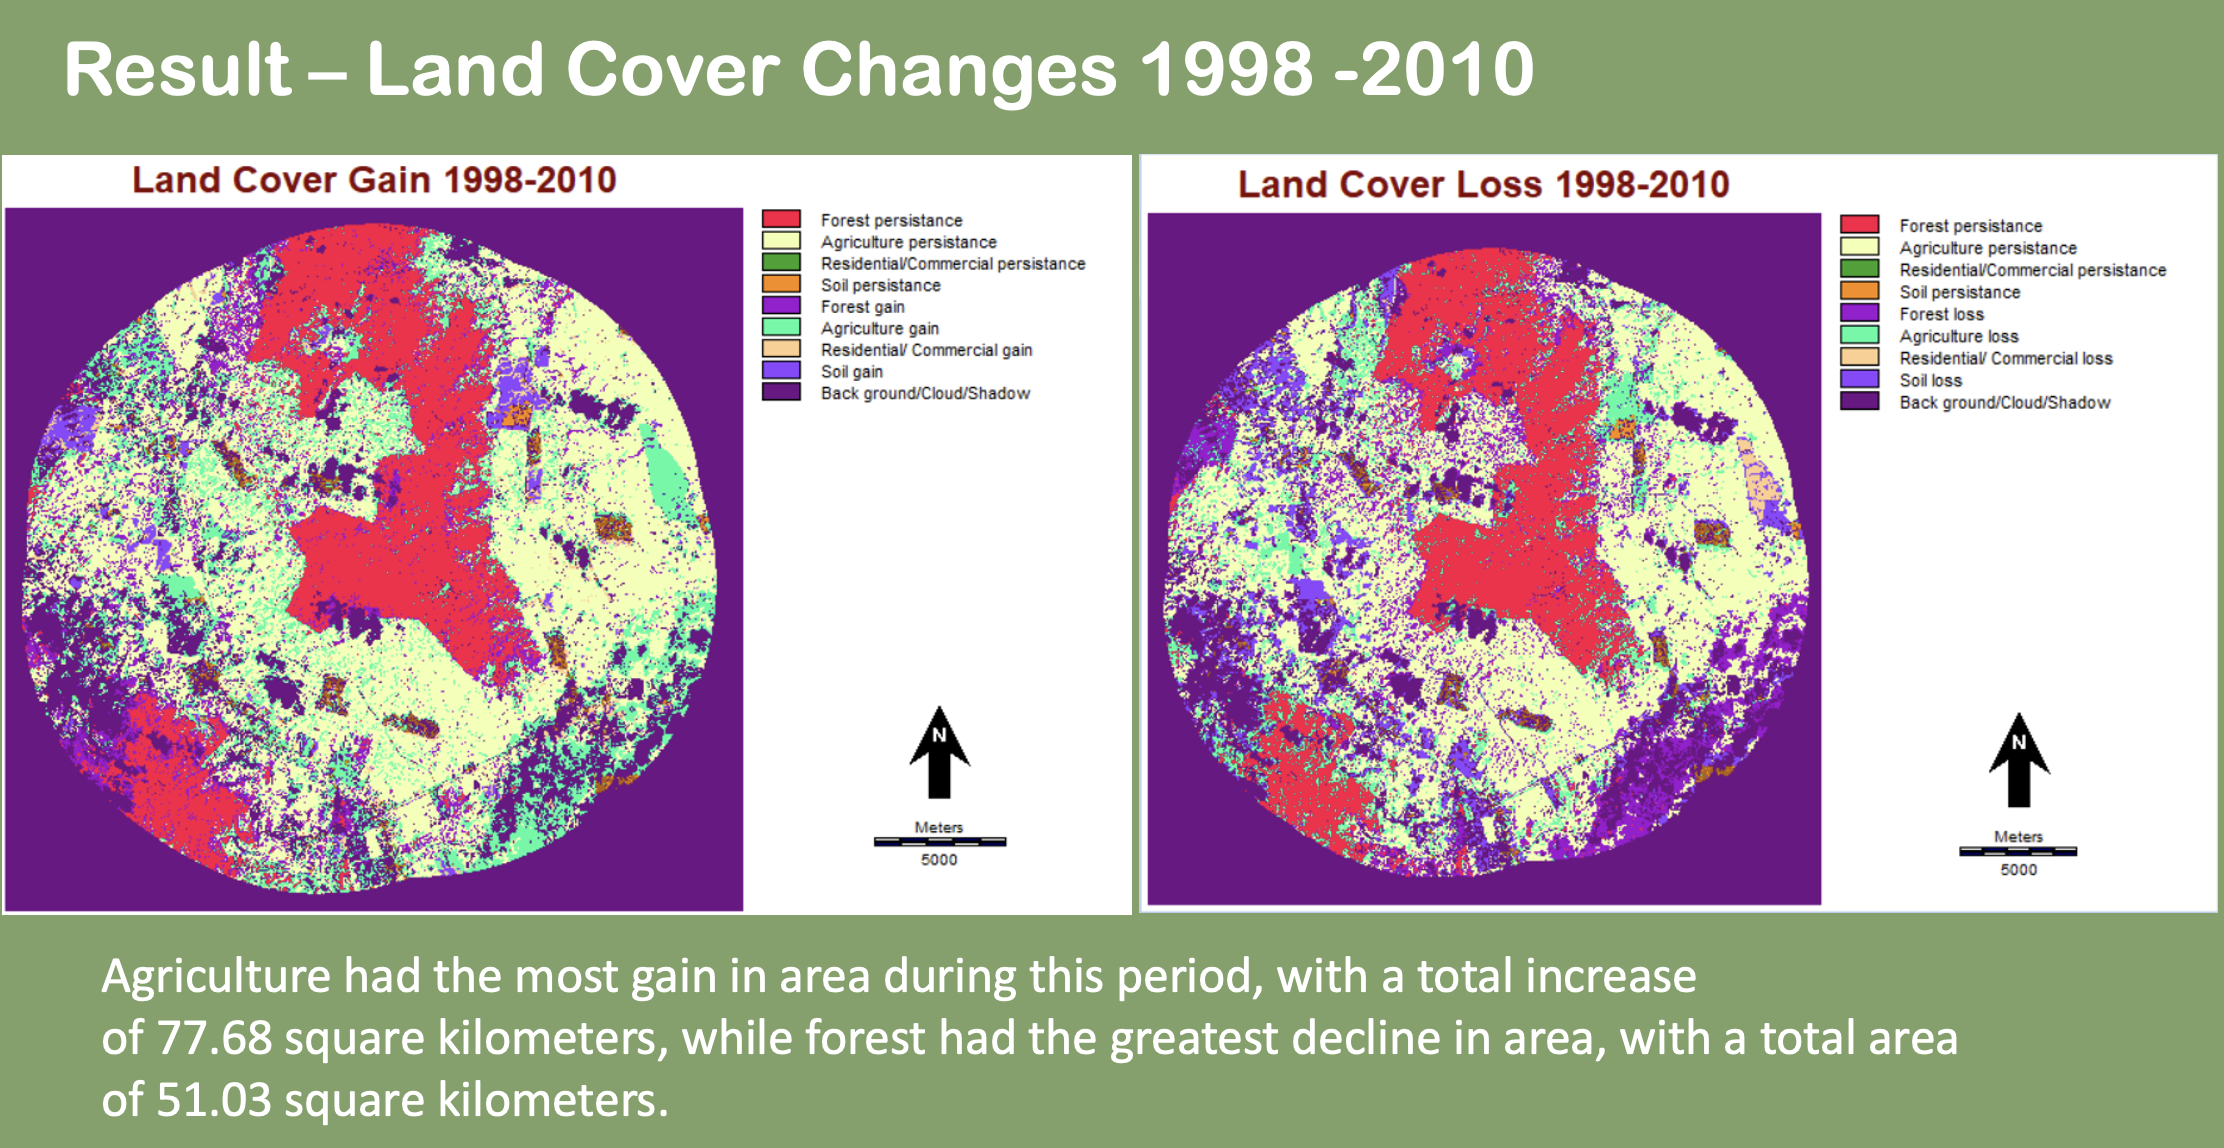 Result – Land Cover Changes 1998 -2010
Land Cover Gain 1998-2010
Forest persistance
Agriculture persistance
Residential/Commercial persistance
Soil persistance
Forest gain
Agriculture gain
Residential/ Commercial gain
Soil gain
Back ground/Cloud/Shadow
N
Meters
5000
Land Cover Loss 1998-2010
Forest persistance
Agriculture persistance
Residential/Commercial persistance
Soil persistance
Forest loss
Agriculture loss
Residential/ Commercial loss
Soil loss
Back ground/Cloud/Shadow
N
Meters
5000
Agriculture had the most gain in area during this period, with a total increase
of 77.68 square kilometers, while forest had the greatest decline in area, with a total area
of 51.03 square kilometers.